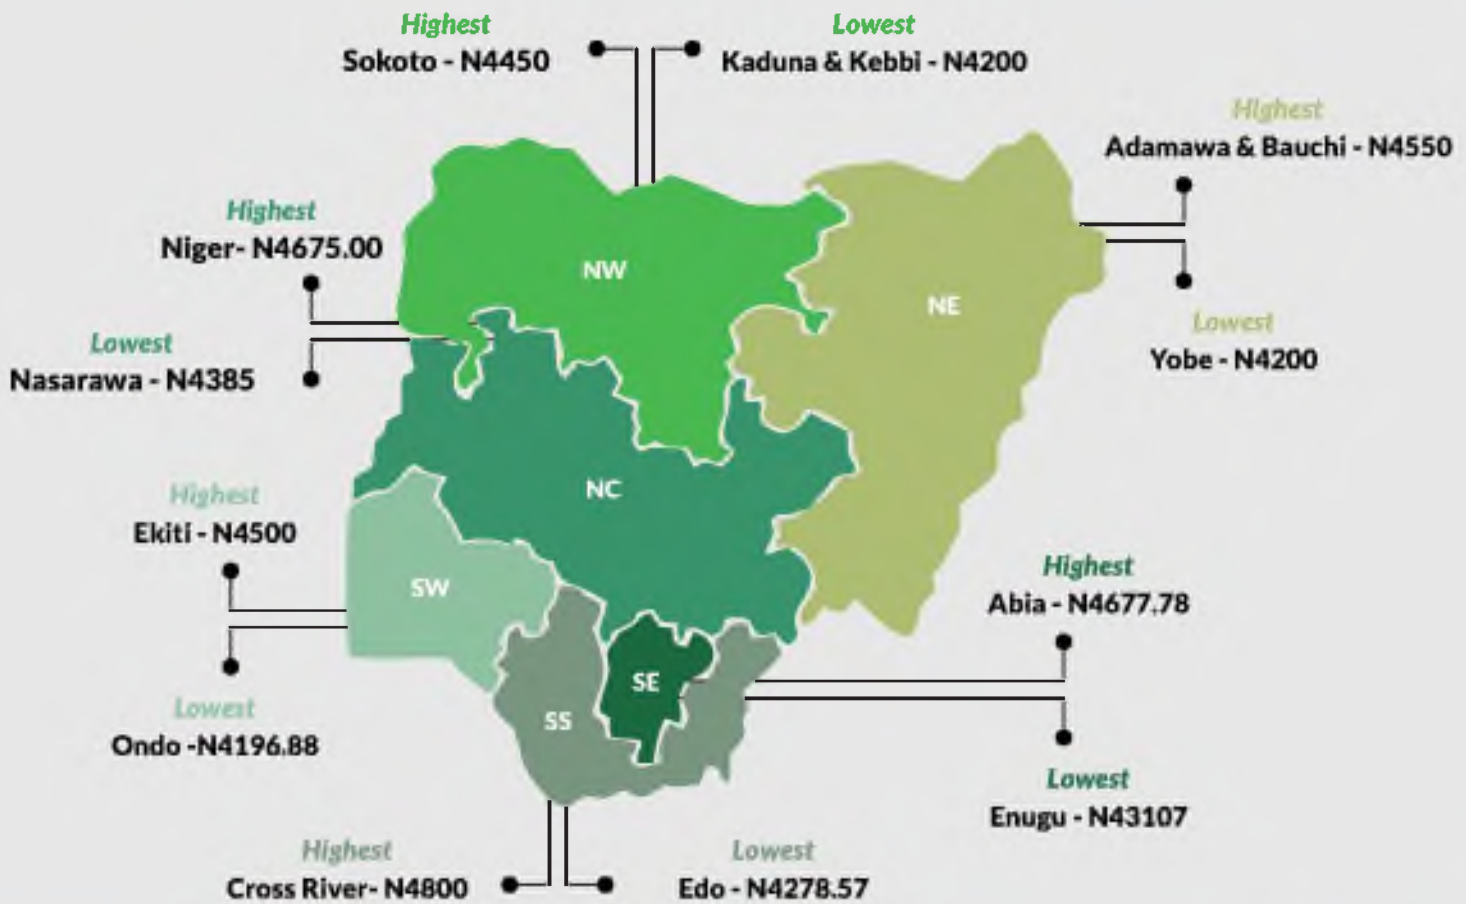 Highest
Sokoto - N4450
Lowest
Kaduna & Kebbi - N4200
Highest
Adamawa & Bauchi - N4550
Lowest
Yobe - N4200
Highest
Niger- N4675.00
Lowest
Nasarawa - N4385
NW
NE
NC
Highest
Ekiti - N4500
Lowest
Ondo -N4196.88
SW
SS
SE
Highest
Abia - N4677.78
Lowest
Enugu - N43107
Highest
Cross River- N4800
Lowest
Edo - N4278.57